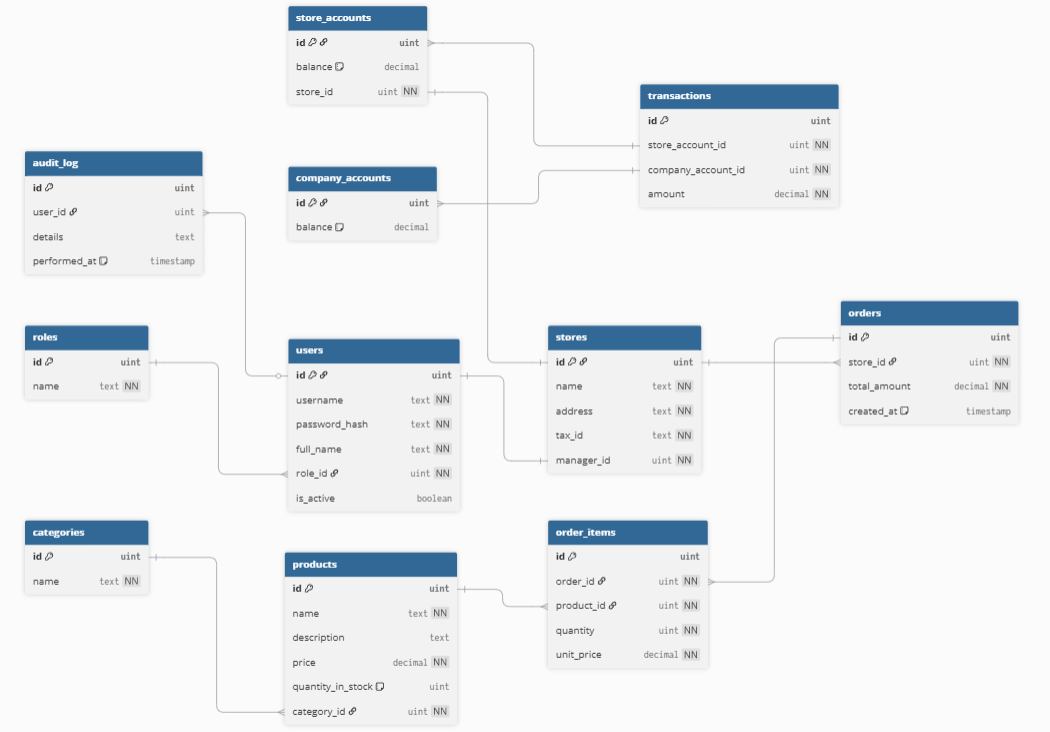 store_accounts
id uint
balance decimal
store_id uint NN
transactions
id uint
store_account_id uint NN
company_account_id uint NN
amount decimal NN
audit_log
id uint
user_id uint
details text
performed_at timestamp
company_accounts
id uint
balance decimal
roles
id uint
name text NN
users
id uint
username text NN
password_hash text NN
full_name text NN
role_id uint NN
is_active boolean
stores
id uint
name text NN
address text NN
tax_id text NN
manager_id uint NN
orders
id uint
store_id uint NN
total_amount decimal NN
created_at timestamp
categories
id uint
name text NN
products
id uint
name text NN
description text
price decimal NN
quantity_in_stock uint
category_id uint NN
order_items
id uint
order_id uint NN
product_id uint NN
quantity uint NN
unit_price decimal NN